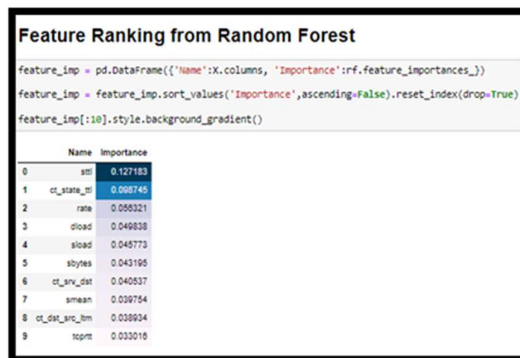 Feature Ranking from Random Forest
feature_imp = pd.DataFrame({'Name':X.columns, 'Importance':rf.feature_importances_})
feature_imp = feature_imp.sort_values('Importance',ascending=False).reset_index(drop=True)
feature_imp[:10].style.background_gradient()
Name Importance
0 sttl 0.127183
1 ct_state_ttl 0.098745
2 rate 0.056321
3 dload 0.049838
4 sload 0.045773
5 sbytes 0.043195
6 ct_srv_dst 0.040537
7 smean 0.039754
8 ct_dst_src_ltm 0.038934
9 tcprtt 0.033016